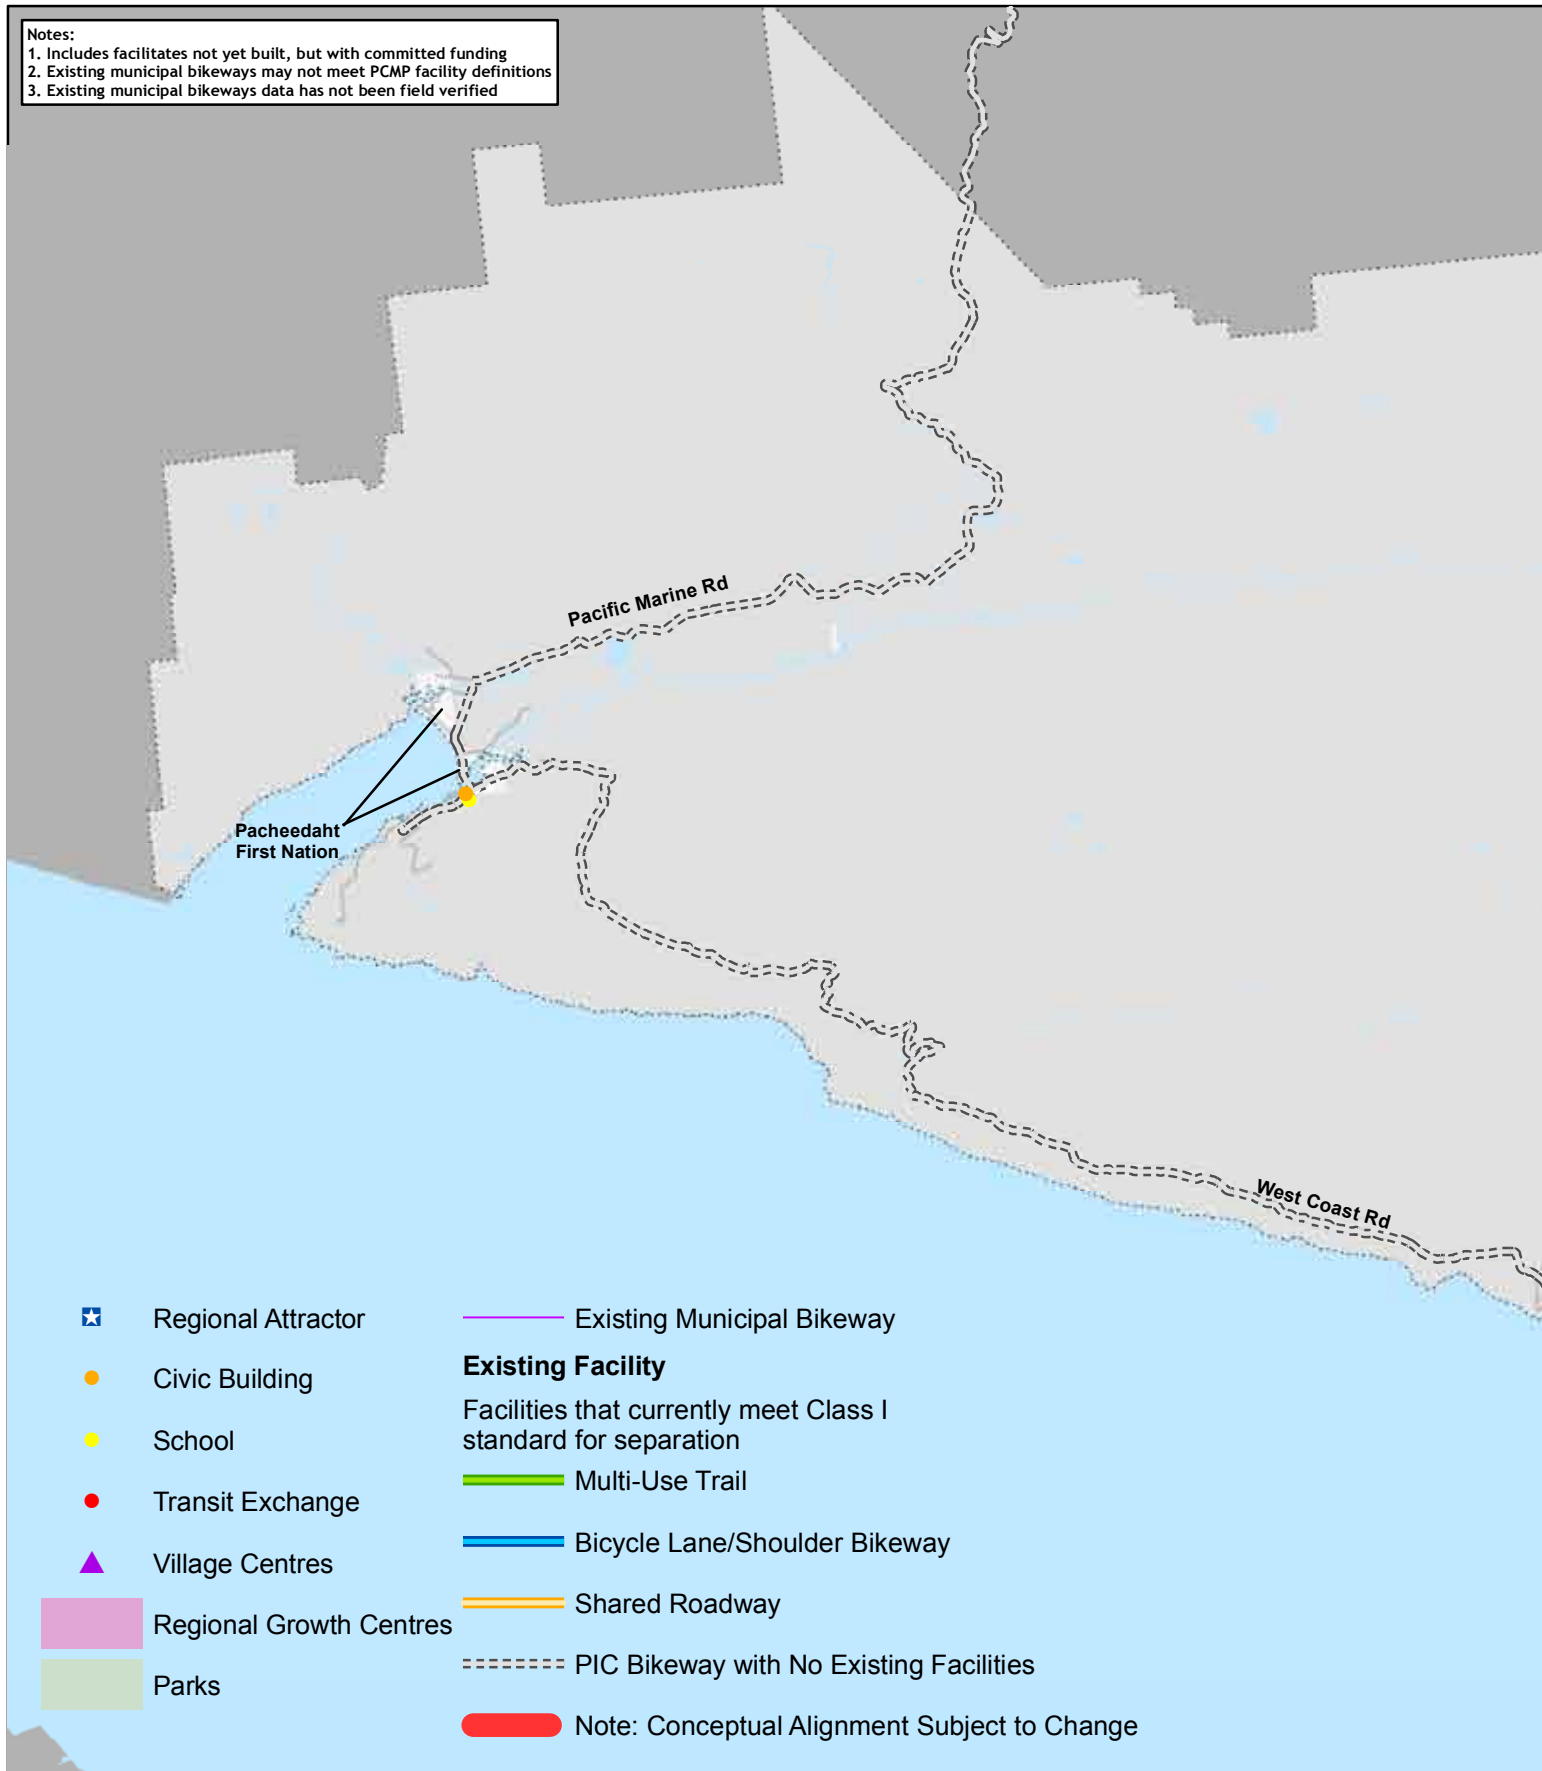 Notes:
1. Includes facilitates not yet built, but with committed funding
2. Existing municipal bikeways may not meet PCMP facility definitions
3. Existing municipal bikeways data has not been field verified
Pacific Marine Rd
Pacheedaht
First Nation
West Coast Rd
Regional Attractor
Civic Building
School
Transit Exchange
Village Centres
Regional Growth Centres
Parks
Existing Municipal Bikeway
Existing Facility
Facilities that currently meet Class I
standard for separation
Multi-Use Trail
Bicycle Lane/Shoulder Bikeway
Shared Roadway
PIC Bikeway with No Existing Facilities
Note: Conceptual Alignment Subject to Change